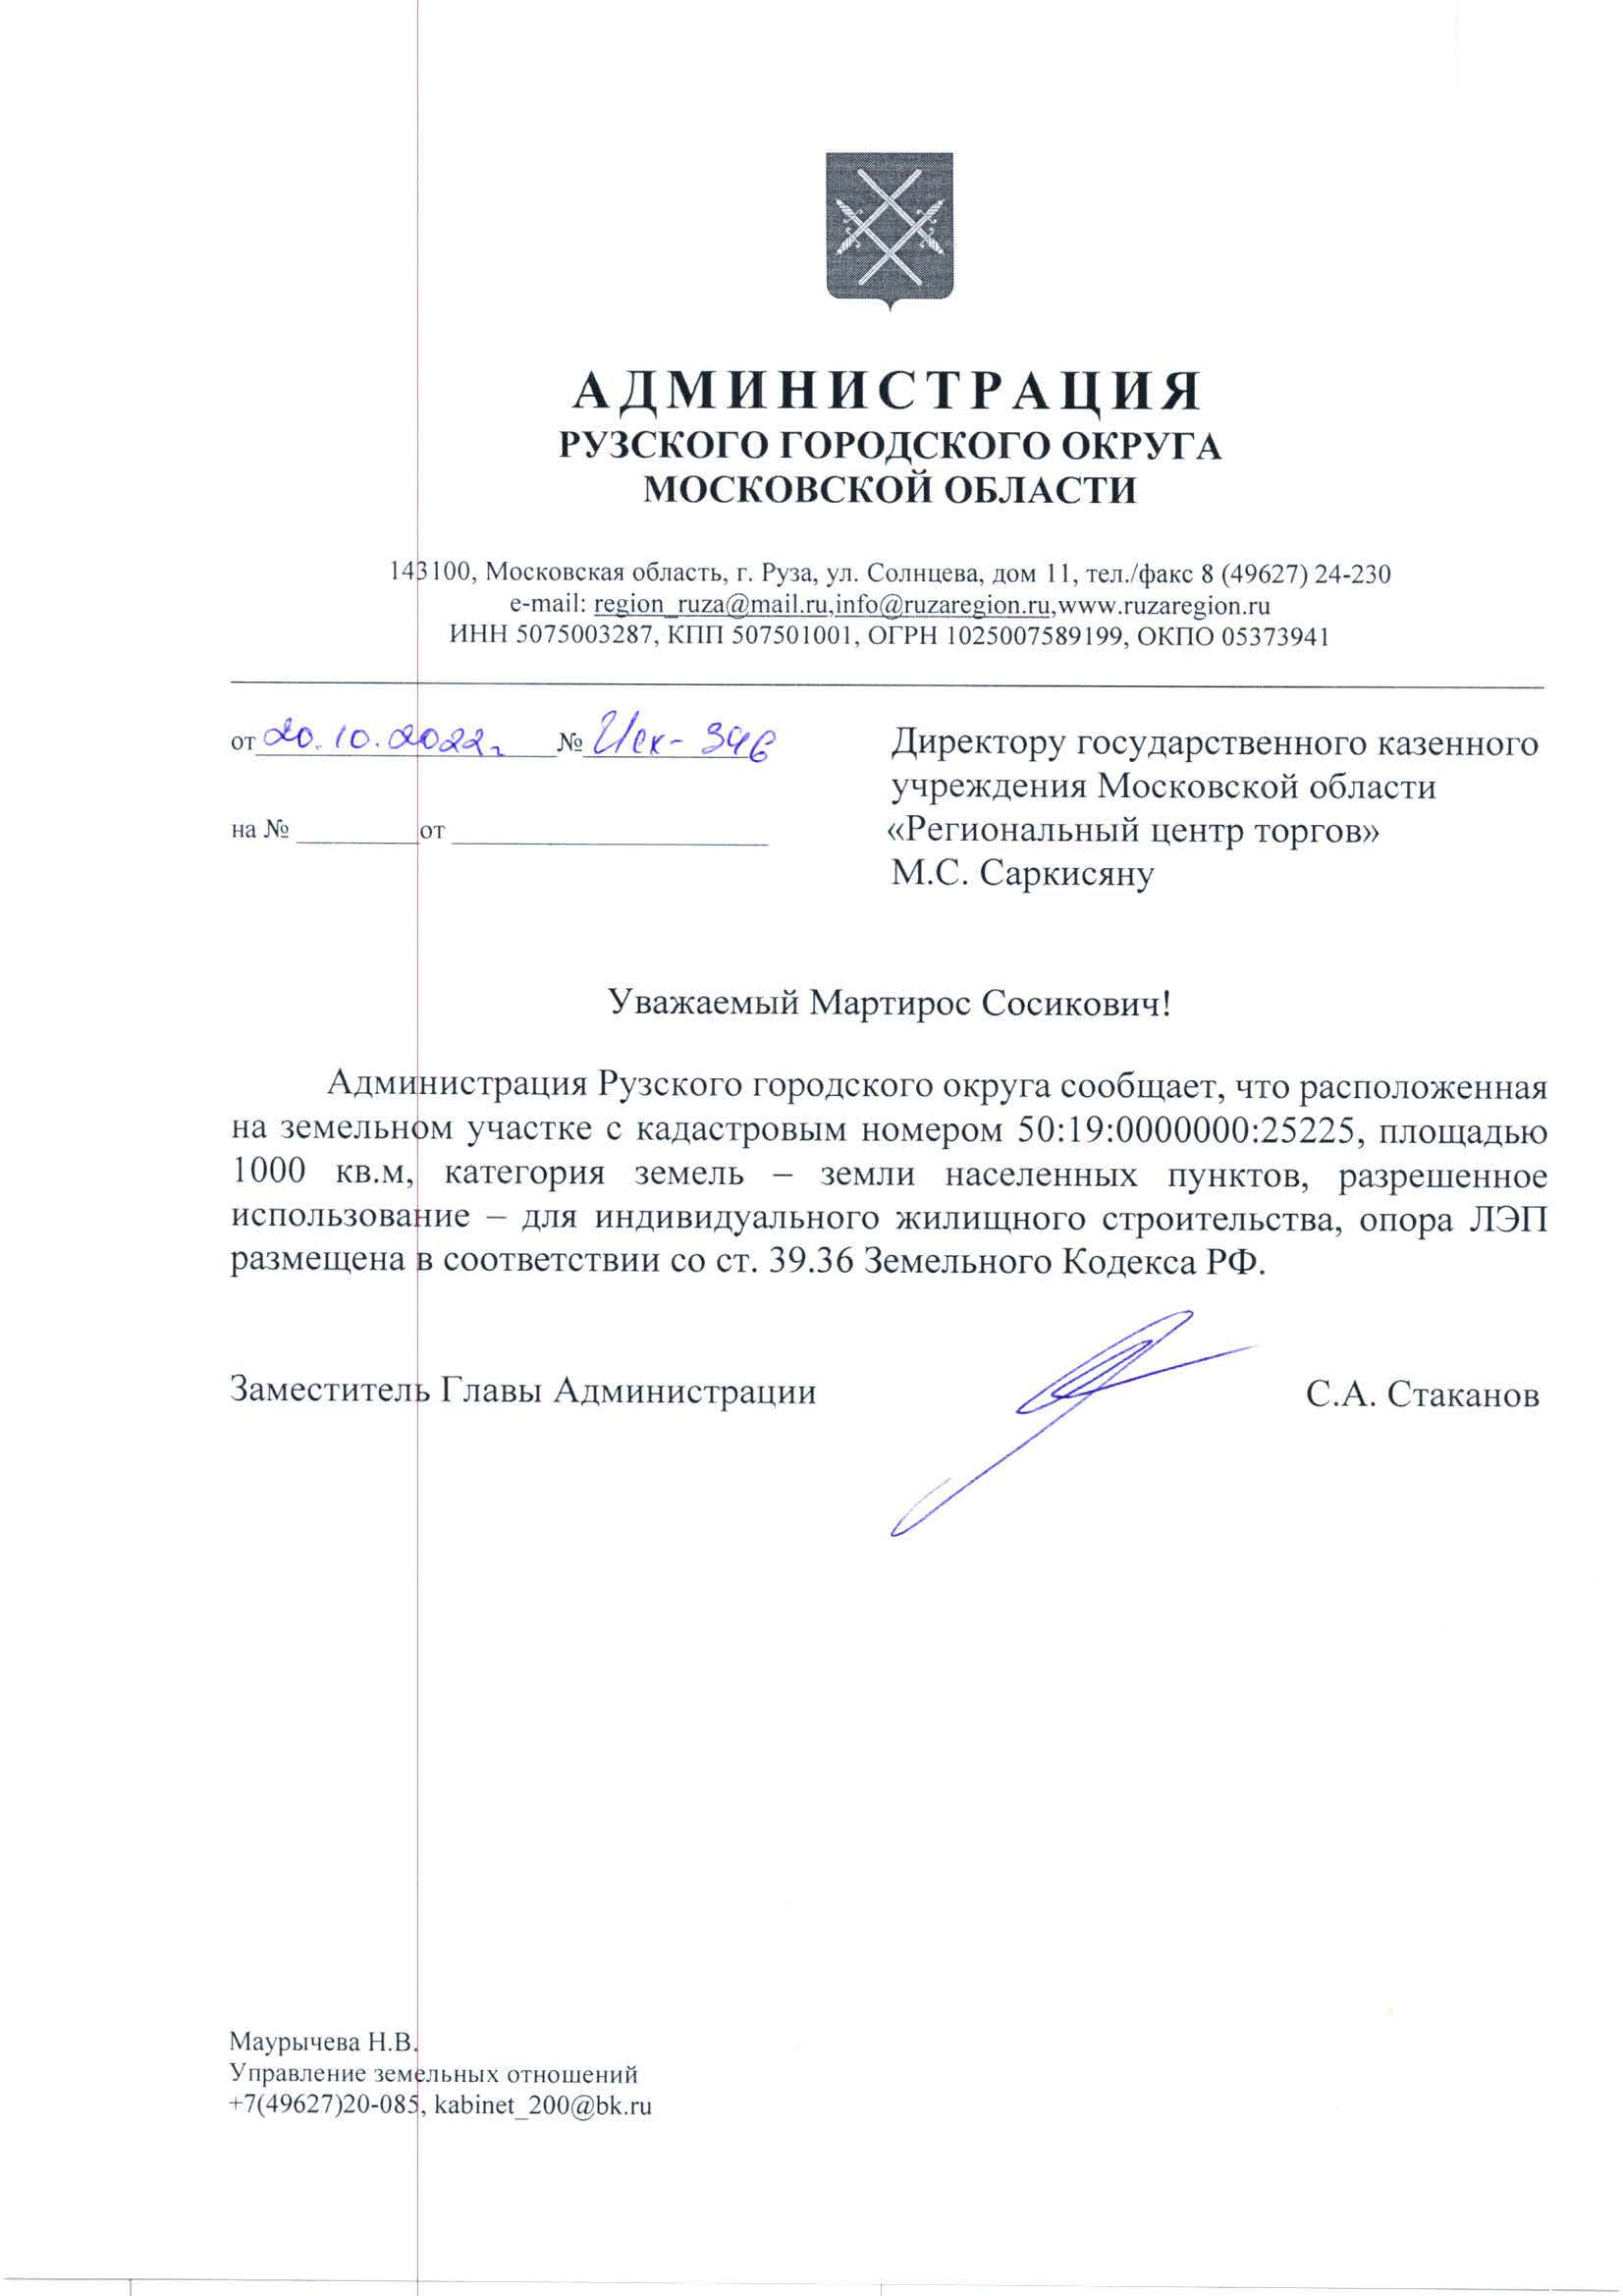 АДМИНИСТРАЦИЯ
РУЗСКОГО ГОРОДСКОГО ОКРУГА
МОСКОВСКОЙ ОБЛАСТИ
143100, Московская область, г. Руза, ул. Солнцева, дом 11, тел./факс 8 (49627) 24-230
e-mail: region_ruza@mail.ru,info@ruzaregion.ru,www.ruzaregion.ru
ИНН 5075003287, КПП 507501001, ОГРН 1025007589199, ОКПО 05373941
от 20.10.2022г. № Исх-346
на № ________ от ________
Директору государственного казенного
учреждения Московской области
«Региональный центр торгов»
М.С. Саркисяну
Уважаемый Мартирос Сосикович!
Администрация Рузского городского округа сообщает, что расположенная
на земельном участке с кадастровым номером 50:19:0000000:25225, площадью
1000 кв.м, категория земель – земли населенных пунктов, разрешенное
использование – для индивидуального жилищного строительства, опора ЛЭП
размещена в соответствии со ст. 39.36 Земельного Кодекса РФ.
Заместитель Главы Администрации С.А. Стаканов
Маурычева Н.В.
Управление земельных отношений
+7(49627)20-085, kabinet_200@bk.ru